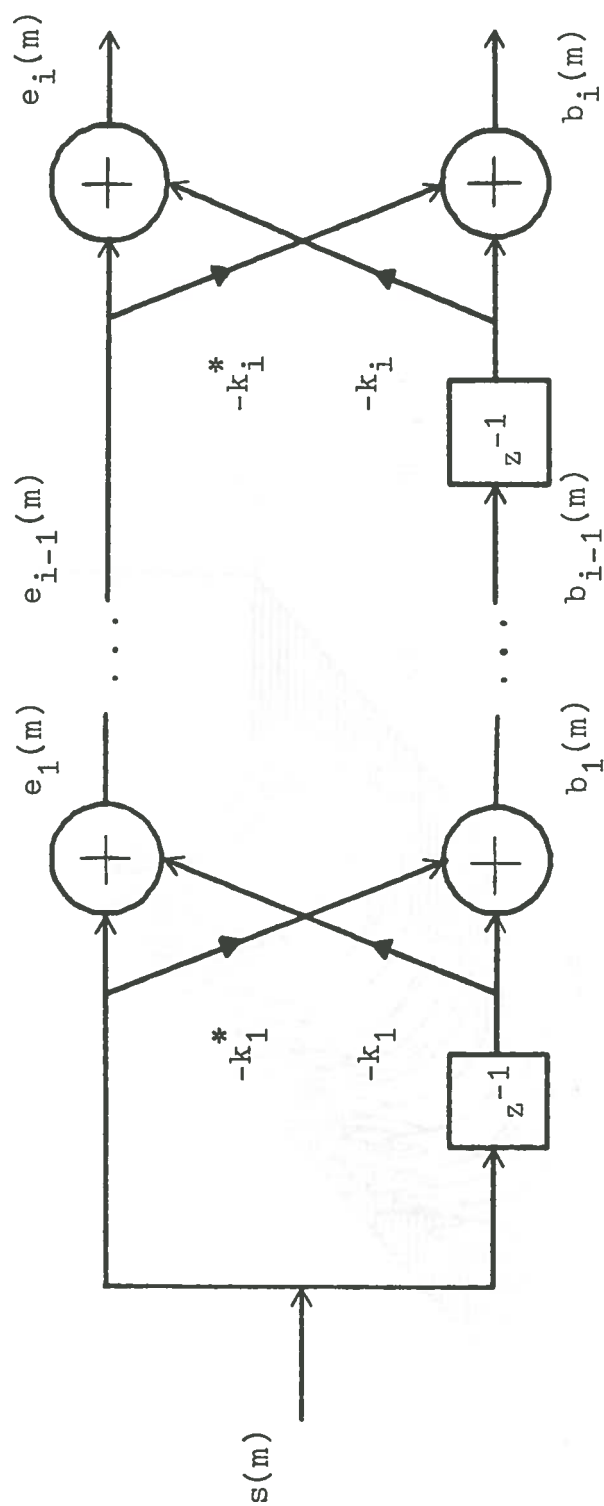 e_1(m) e_{i-1}(m) e_i(m)
+ +
s(m) -k_1^* -k_i^*
-k_1 -k_i
z^{-1} + ... z^{-1} +
b_1(m) b_{i-1}(m) b_i(m)